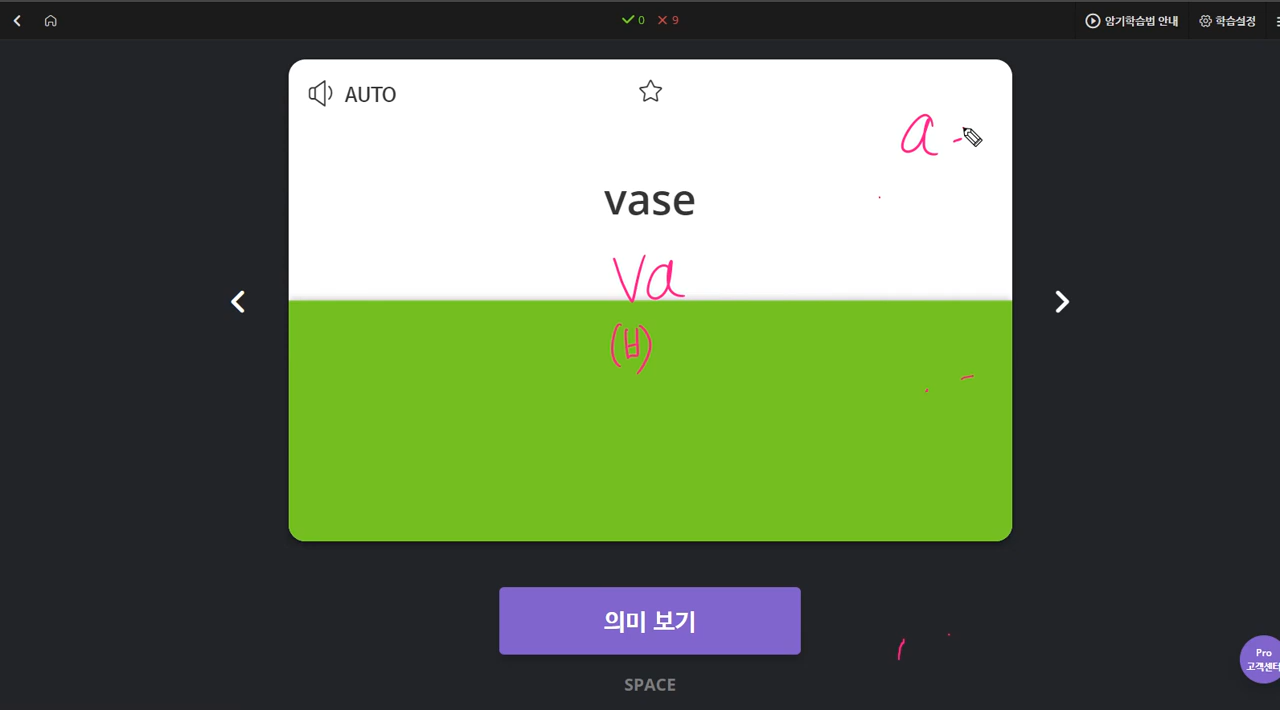 0 9 암기학습법 안내 학습설정
AUTO
a -
vase
va
(ㅂ)
의미 보기
SPACE
Pro
고객센터